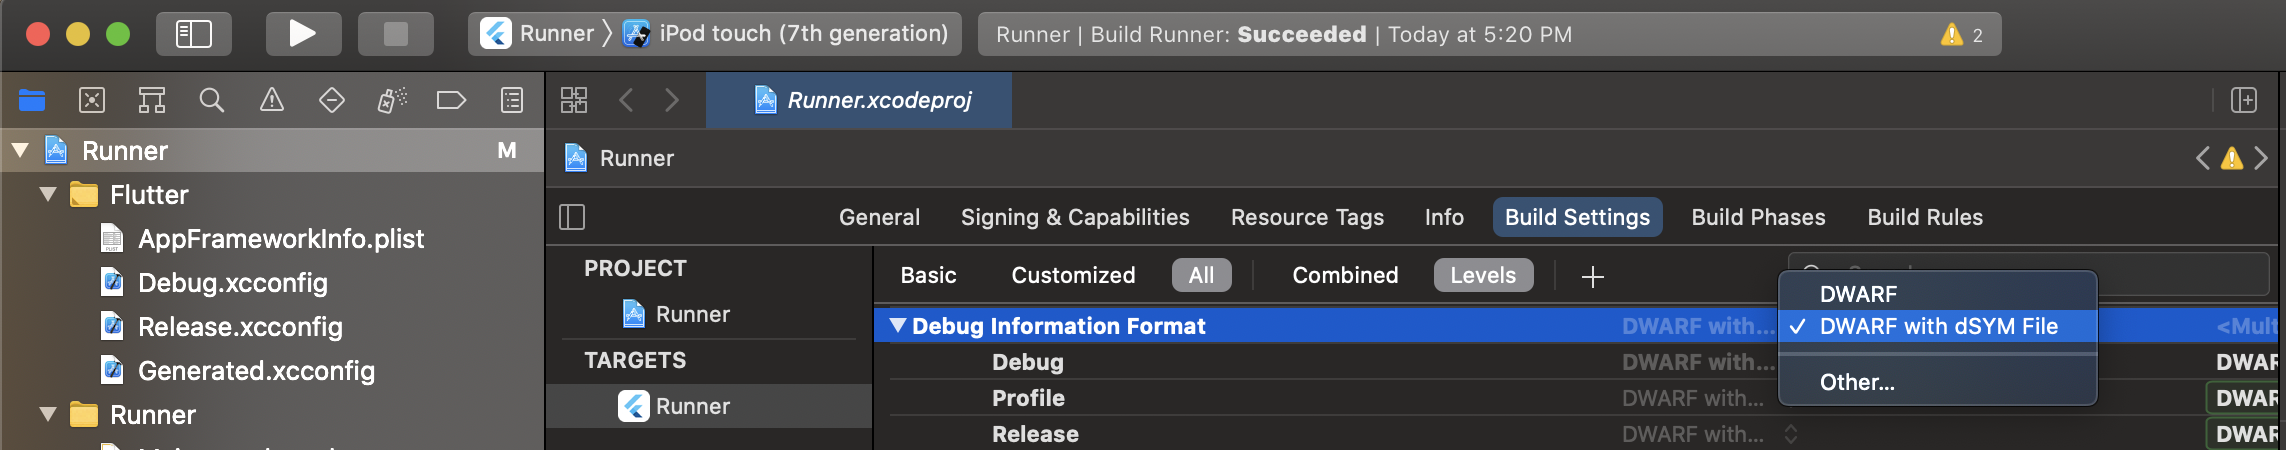 Runner 〉 iPod touch (7th generation)
Runner | Build Runner: Succeeded | Today at 5:20 PM
2
Runner.xcodeproj
Runner M
Flutter
AppFrameworkInfo.plist
Debug.xcconfig
Release.xcconfig
Generated.xcconfig
Runner
Runner
General Signing & Capabilities Resource Tags Info Build Settings Build Phases Build Rules
PROJECT
Runner
TARGETS
Runner
Basic Customized All Combined Levels
Debug Information Format DWARF with... <Mult
Debug DWARF with... DWAR
Profile DWARF with... DWAR
Release DWARF with... DWAR
DWARF
DWARF with dSYM File
Other...